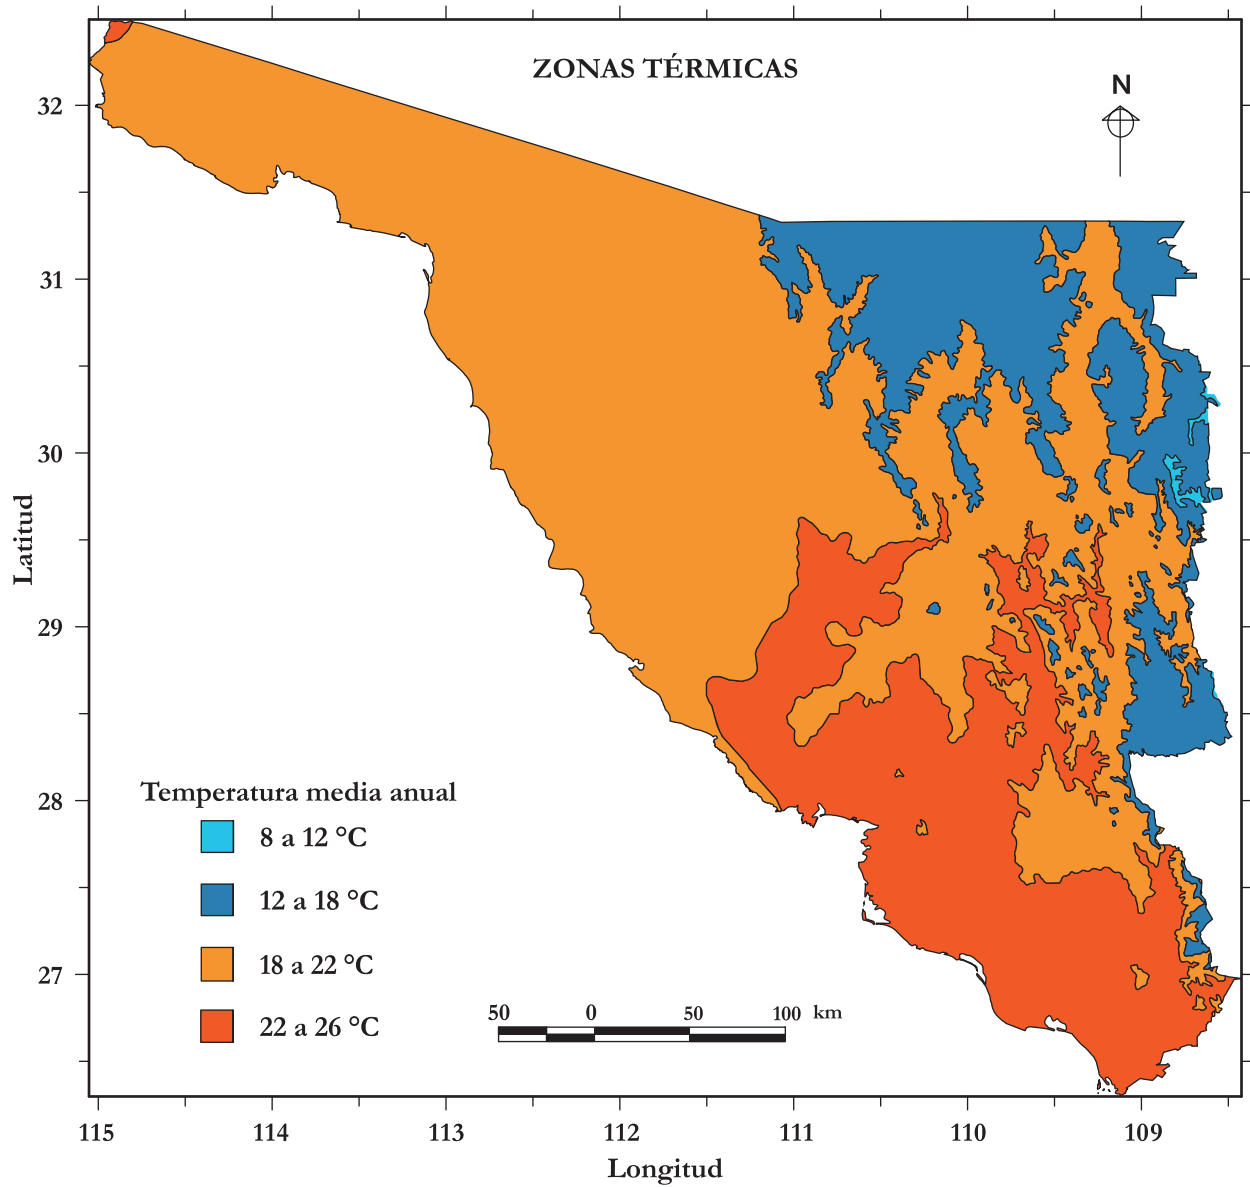 ZONAS TÉRMICAS
N
32
31
30
29
28
27
Latitud
Temperatura media anual
8 a 12 °C
12 a 18 °C
18 a 22 °C
22 a 26 °C
50 0 50 100 km
115 114 113 112 111 110 109
Longitud